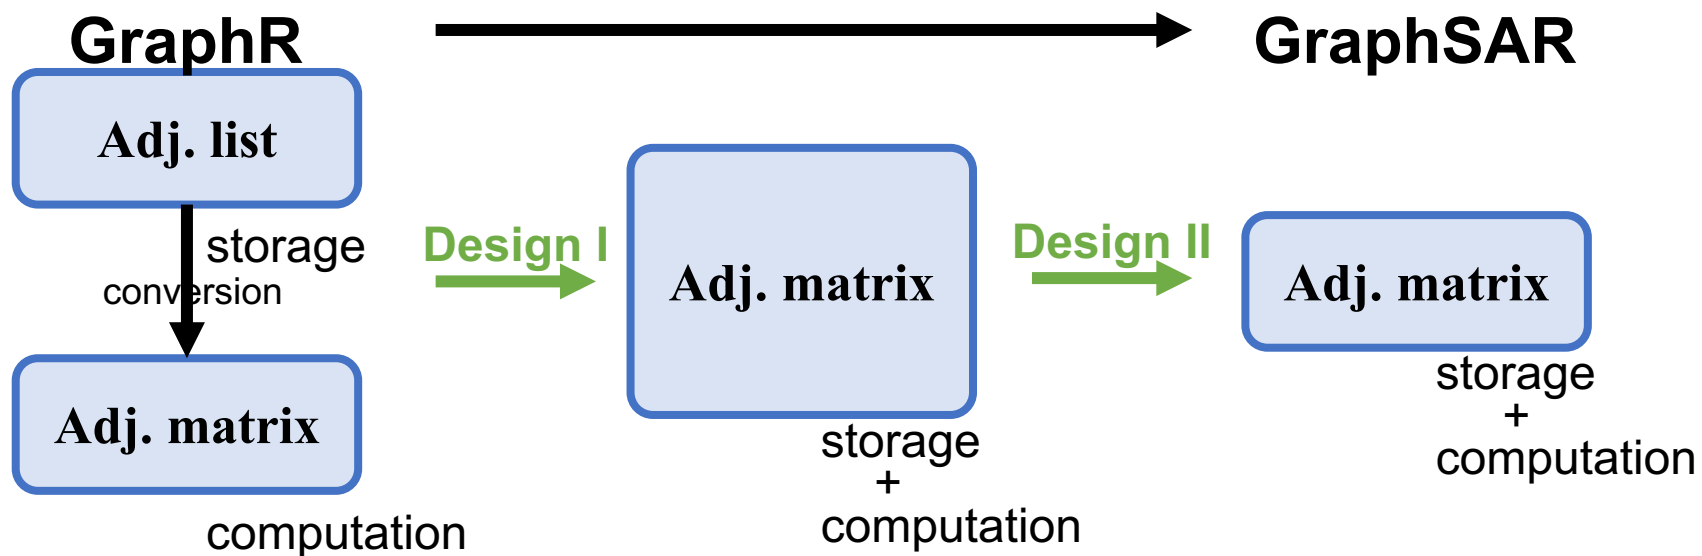 GraphR
GraphSAR
Adj. list
storage
conversion
Adj. matrix
computation
Design I
Adj. matrix
storage
+
computation
Design II
Adj. matrix
storage
+
computation